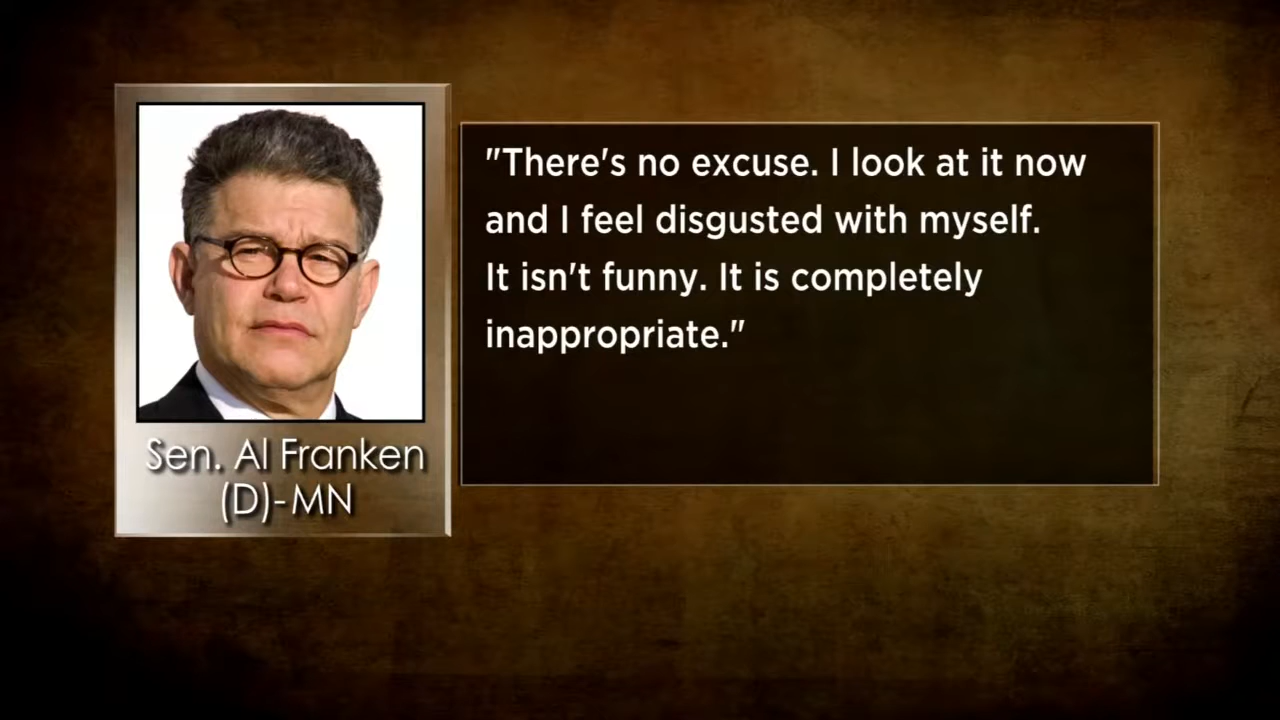 "There's no excuse. I look at it now
and I feel disgusted with myself.
It isn't funny. It is completely
inappropriate."
Sen. Al Franken
(D)-MN